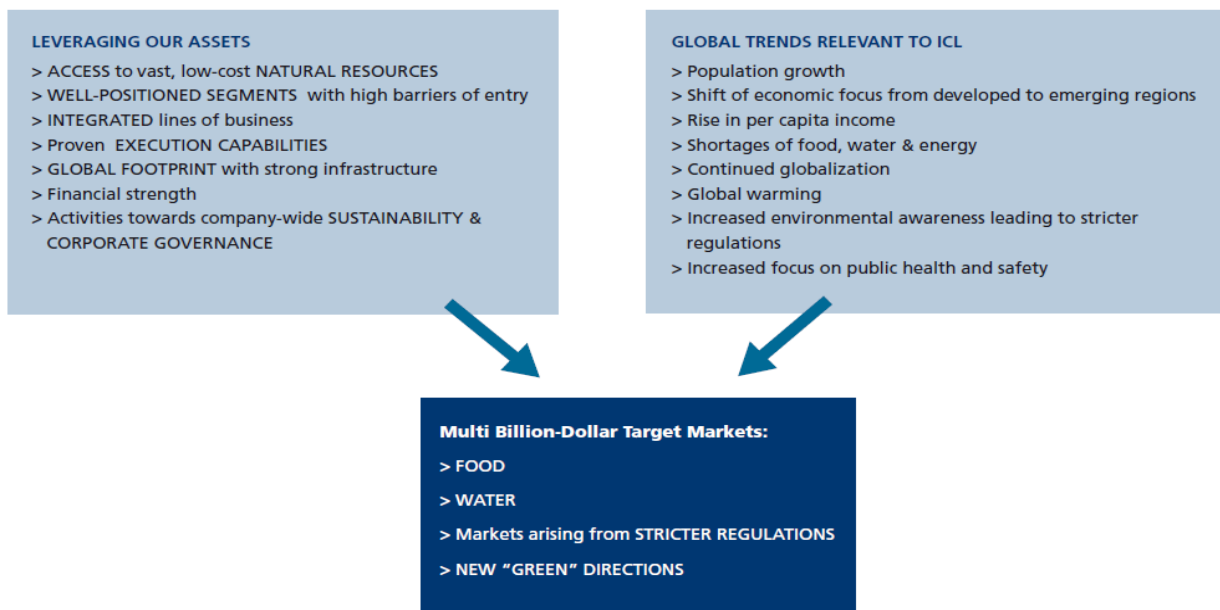 LEVERAGING OUR ASSETS
> ACCESS to vast, low-cost NATURAL RESOURCES
> WELL-POSITIONED SEGMENTS with high barriers of entry
> INTEGRATED lines of business
> Proven EXECUTION CAPABILITIES
> GLOBAL FOOTPRINT with strong infrastructure
> Financial strength
> Activities towards company-wide SUSTAINABILITY &
CORPORATE GOVERNANCE
GLOBAL TRENDS RELEVANT TO ICL
> Population growth
> Shift of economic focus from developed to emerging regions
> Rise in per capita income
> Shortages of food, water & energy
> Continued globalization
> Global warming
> Increased environmental awareness leading to stricter
regulations
> Increased focus on public health and safety
Multi Billion-Dollar Target Markets:
> FOOD
> WATER
> Markets arising from STRICTER REGULATIONS
> NEW “GREEN” DIRECTIONS